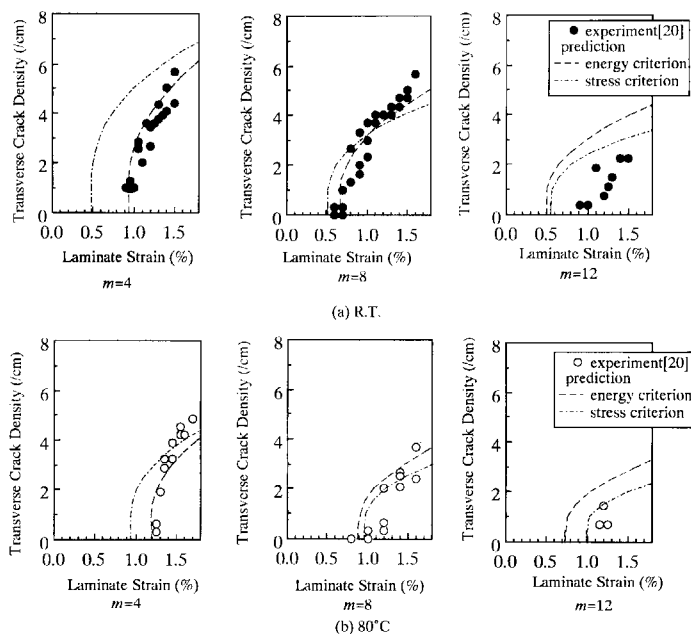 8
6
4
2
0
Transverse Crack Density (/cm)
0.0 0.5 1.0 1.5
Laminate Strain (%)
m=4
8
6
4
2
0
Transverse Crack Density (/cm)
0.0 0.5 1.0 1.5
Laminate Strain (%)
m=8
8
6
4
2
0
Transverse Crack Density (/cm)
experiment[20]
prediction
energy criterion
stress criterion
0.0 0.5 1.0 1.5
Laminate Strain (%)
m=12
(a) R.T.
8
6
4
2
0
Transverse Crack Density (/cm)
0.0 0.5 1.0 1.5
Laminate Strain (%)
m=4
8
6
4
2
0
Transverse Crack Density (/cm)
0.0 0.5 1.0 1.5
Laminate Strain (%)
m=8
8
6
4
2
0
Transverse Crack Density (/cm)
experiment[20]
prediction
energy criterion
stress criterion
0.0 0.5 1.0 1.5
Laminate Strain (%)
m=12
(b) 80°C